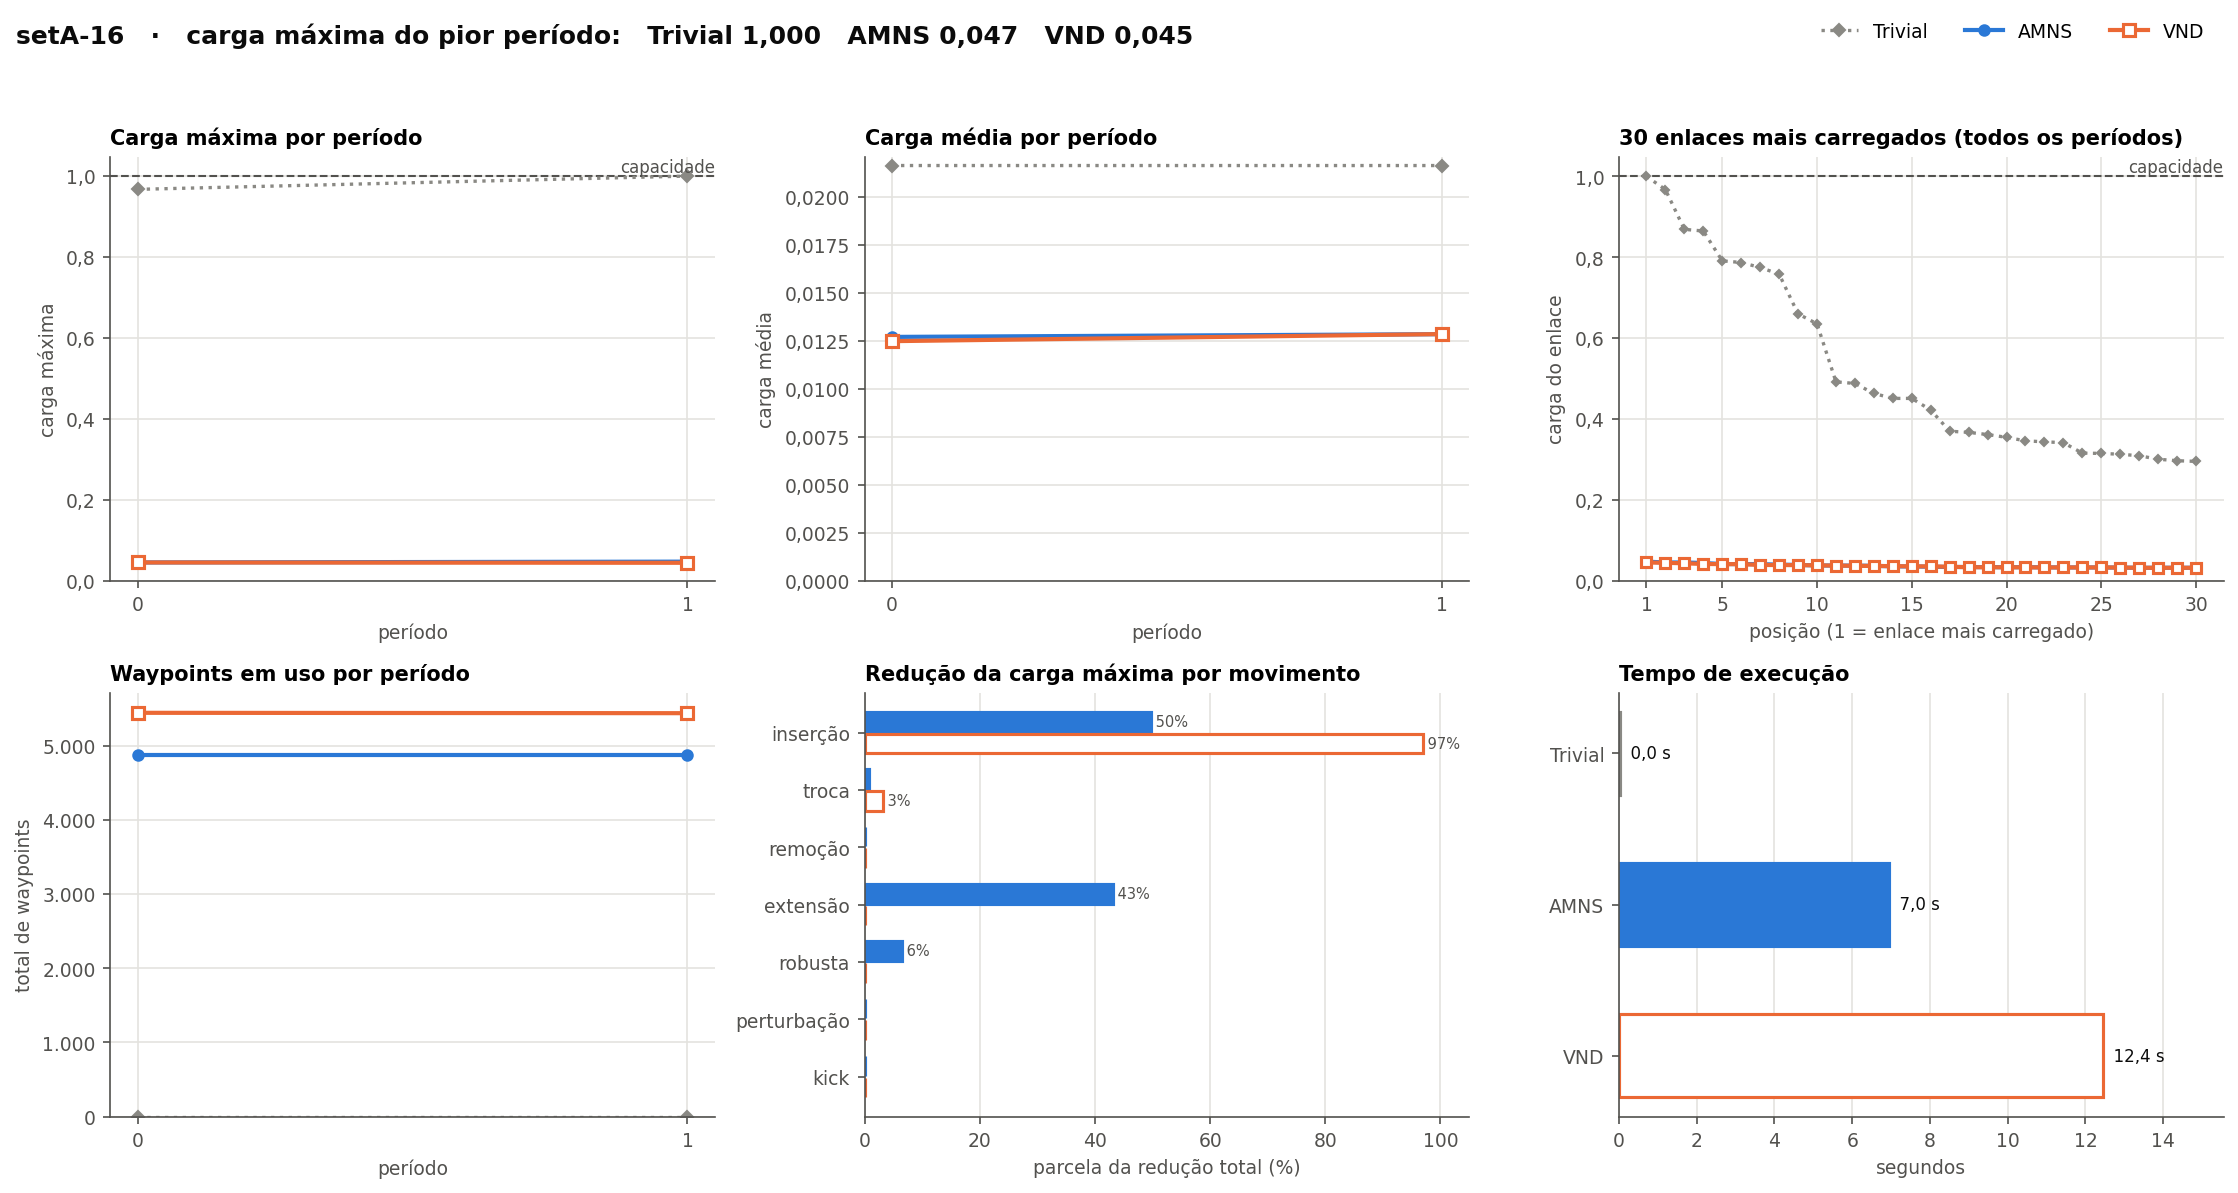 setA-16 · carga máxima do pior período: Trivial 1,000 AMNS 0,047 VND 0,045
Trivial AMNS VND
Carga máxima por período
capacidade
1,0
0,8
0,6
0,4
0,2
0,0
carga máxima
0 1
período
Carga média por período
0,0200
0,0175
0,0150
0,0125
0,0100
0,0075
0,0050
0,0025
0,0000
carga média
0 1
período
30 enlaces mais carregados (todos os períodos)
capacidade
1,0
0,8
0,6
0,4
0,2
0,0
carga do enlace
1 5 10 15 20 25 30
posição (1 = enlace mais carregado)
Waypoints em uso por período
5.000
4.000
3.000
2.000
1.000
0
total de waypoints
0 1
período
Redução da carga máxima por movimento
inserção 50%
97%
troca 3%
remoção
extensão 43%
robusta 6%
perturbação
kick
0 20 40 60 80 100
parcela da redução total (%)
Tempo de execução
Trivial 0,0 s
AMNS 7,0 s
VND 12,4 s
0 2 4 6 8 10 12 14
segundos